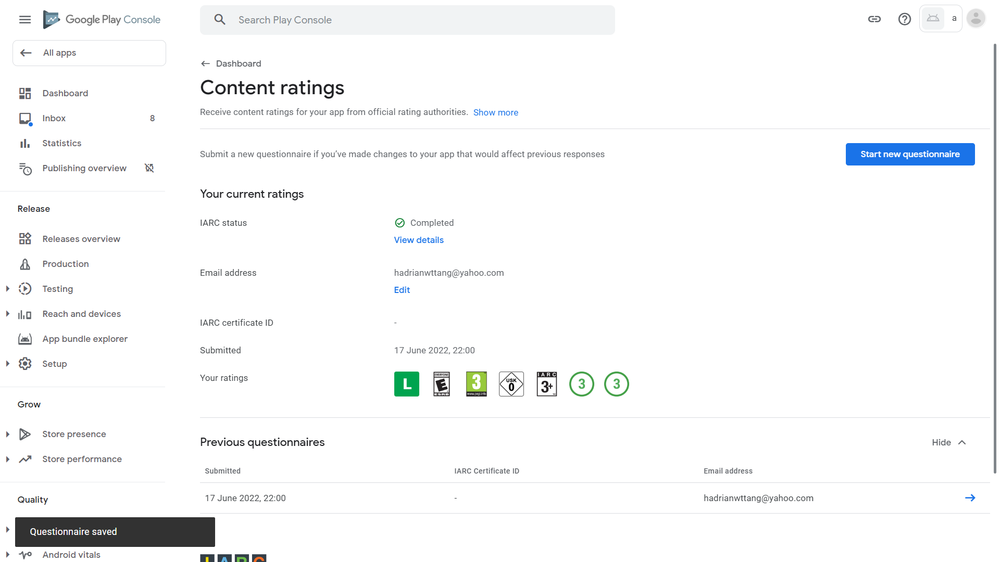 Google Play Console
Search Play Console
a
All apps
Dashboard
Inbox 8
Statistics
Publishing overview
Release
Releases overview
Production
Testing
Reach and devices
App bundle explorer
Setup
Grow
Store presence
Store performance
Quality
Questionnaire saved
Android vitals
Dashboard
Content ratings
Receive content ratings for your app from official rating authorities. Show more
Submit a new questionnaire if you’ve made changes to your app that would affect previous responses
Start new questionnaire
Your current ratings
IARC status Completed
View details
Email address hadrianwttang@yahoo.com
Edit
IARC certificate ID -
Submitted 17 June 2022, 22:00
Your ratings
L
EVERYONE
E
ESRB
3
www.pegi.info
USK
0
IARC
3+
3
3
Previous questionnaires Hide
Submitted IARC Certificate ID Email address
17 June 2022, 22:00 - hadrianwttang@yahoo.com
IARC